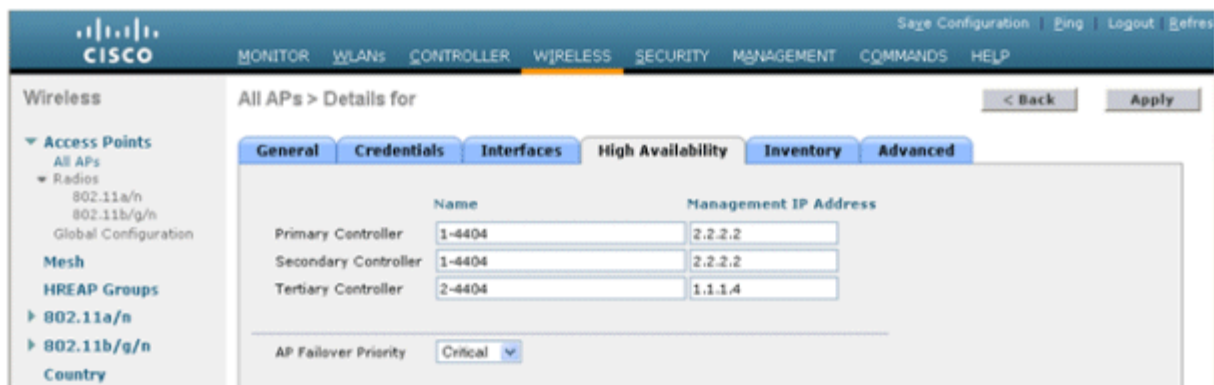 Save Configuration | Ping | Logout | Refres
CISCO
MONITOR WLANs CONTROLLER WIRELESS SECURITY MANAGEMENT COMMANDS HELP
Wireless
All APs > Details for
< Back Apply
Access Points
All APs
Radios
802.11a/n
802.11b/g/n
Global Configuration
Mesh
HREAP Groups
802.11a/n
802.11b/g/n
Country
General Credentials Interfaces High Availability Inventory Advanced
Name Management IP Address
Primary Controller 1-4404 2.2.2.2
Secondary Controller 1-4404 2.2.2.2
Tertiary Controller 2-4404 1.1.1.4
AP Failover Priority Critical